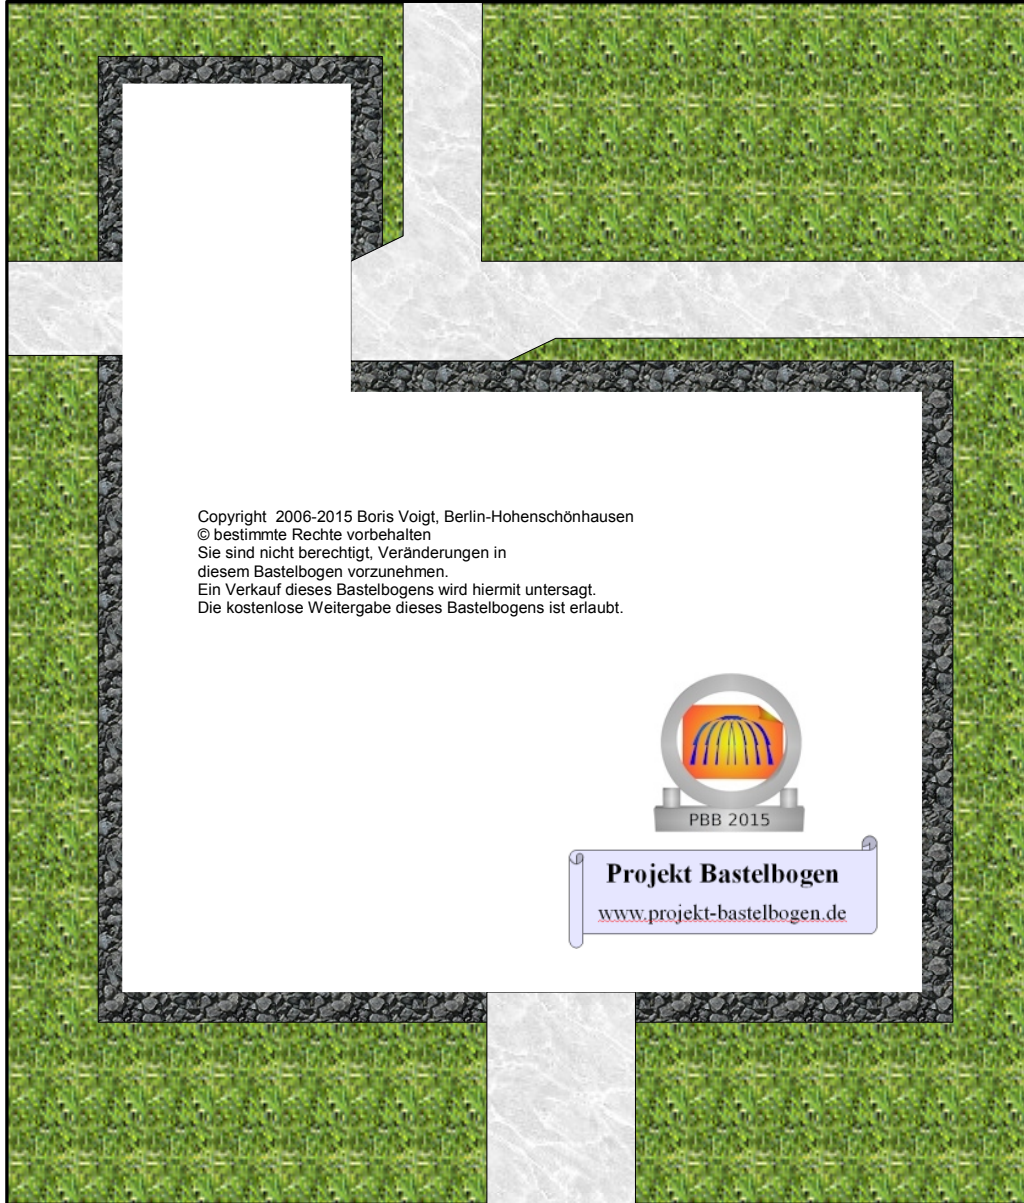 Copyright  2006-2015 Boris Voigt, Berlin-Hohenschönhausen
© bestimmte Rechte vorbehalten
Sie sind nicht berechtigt, Veränderungen in
diesem Bastelbogen vorzunehmen.
Ein Verkauf dieses Bastelbogens wird hiermit untersagt.
Die kostenlose Weitergabe dieses Bastelbogens ist erlaubt.
PBB 2015
Projekt Bastelbogen
www.projekt-bastelbogen.de